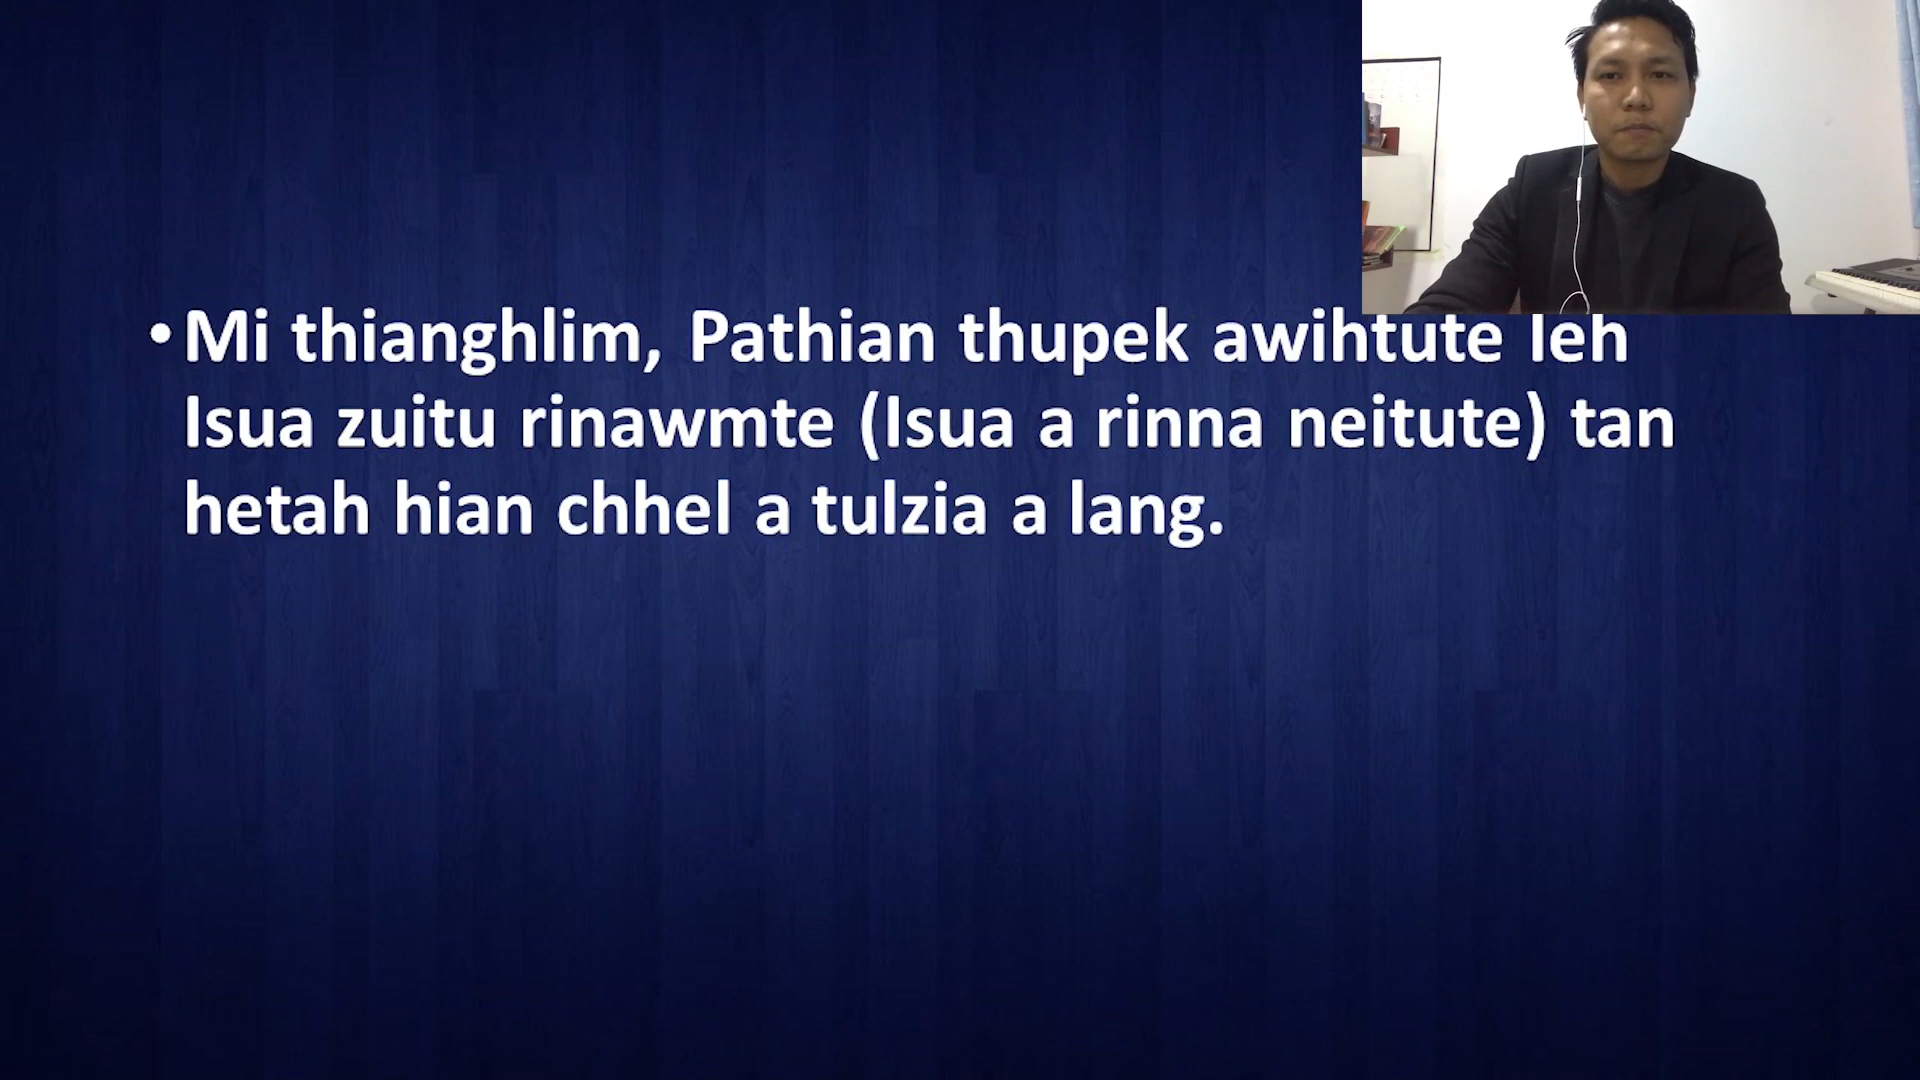 • Mi thianghlim, Pathian thupek awihtute leh
Isua zuitu rinawmte (Isua a rinna neitute) tan
hetah hian chhel a tulzia a lang.